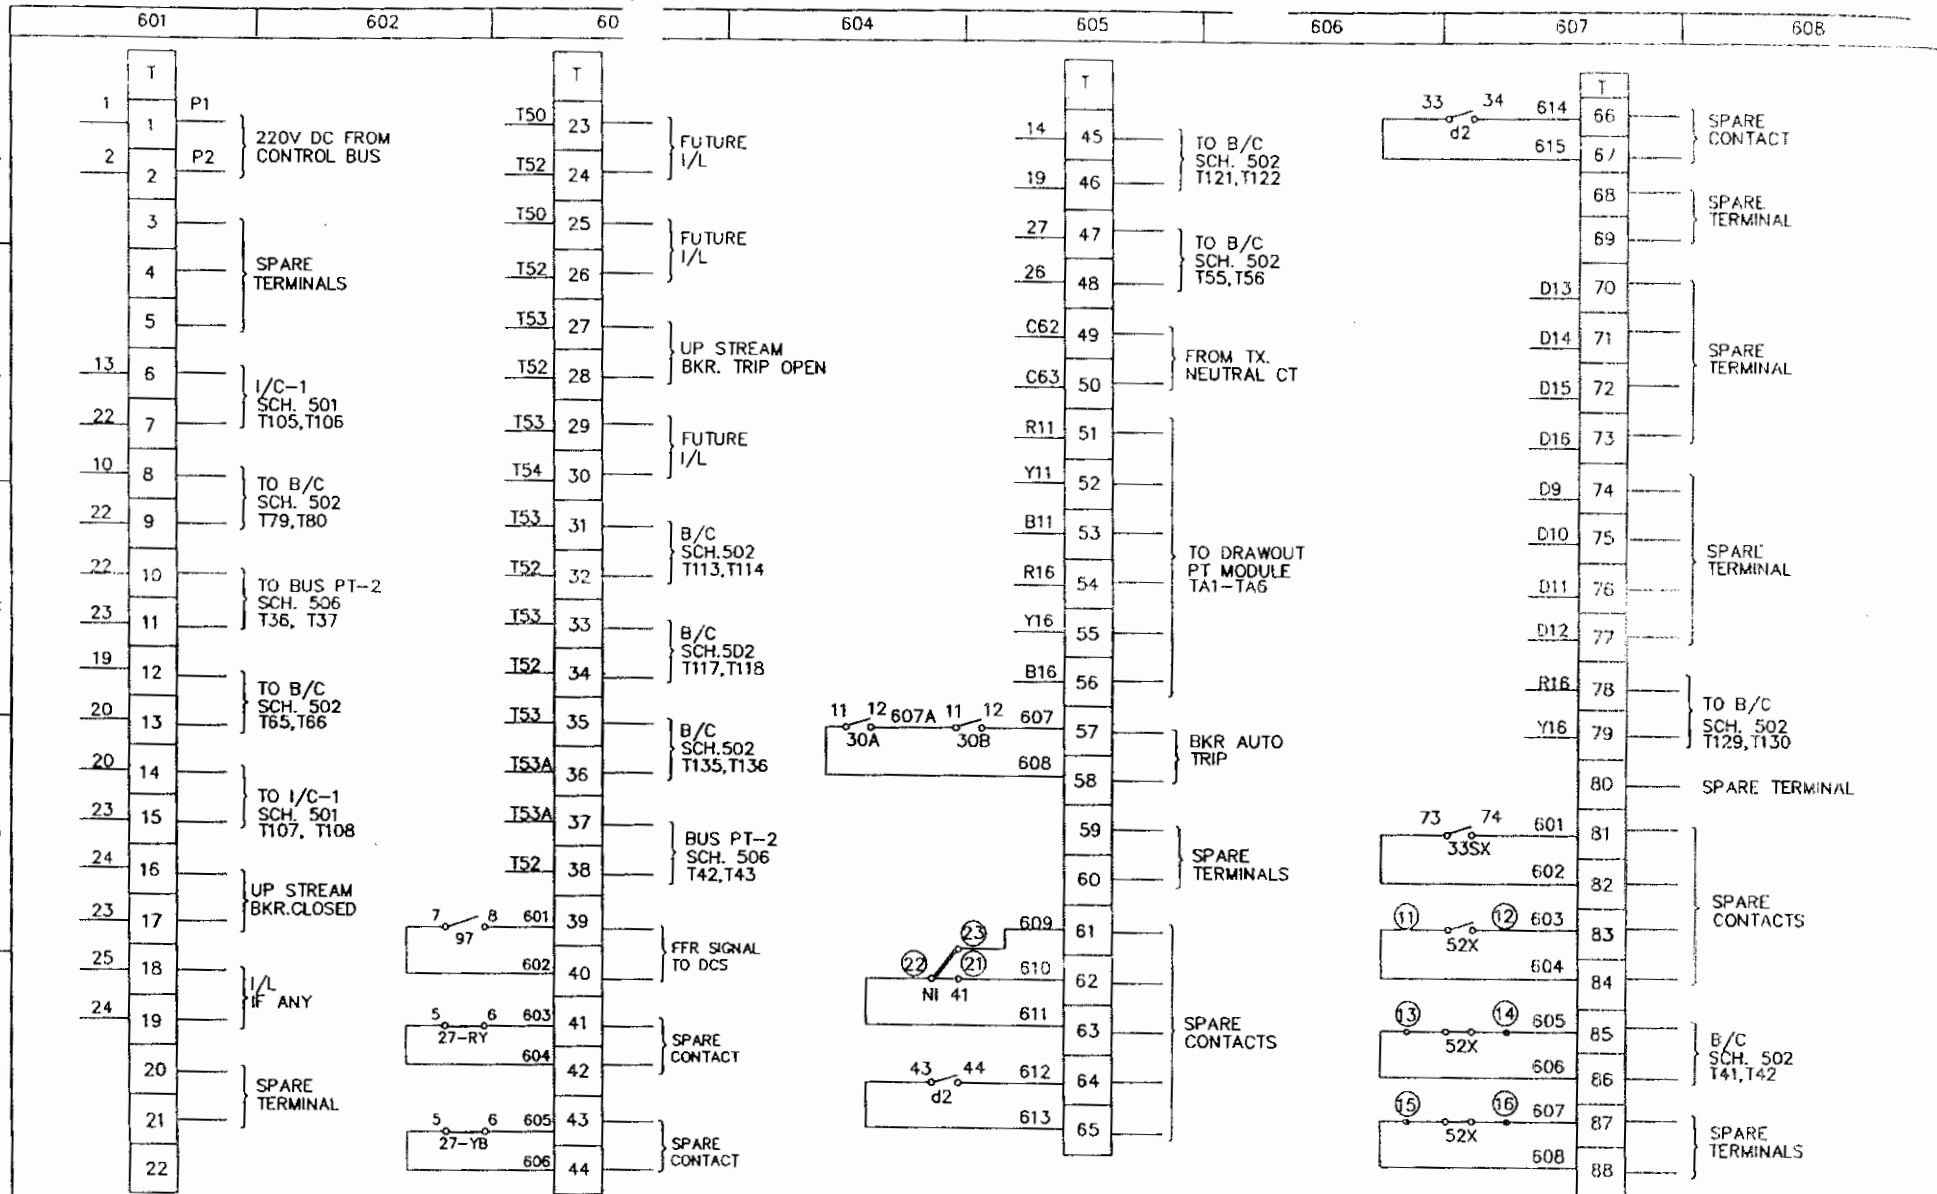 601 602 60 604 605 606 607 608
T
1 P1
1
2 P2
2
220V DC FROM
CONTROL BUS
3
4
5
SPARE
TERMINALS
13 6
22 7
I/C-1
SCH. 501
T105,T106
10 8
22 9
TO B/C
SCH. 502
T79,T80
22 10
23 11
TO BUS PT-2
SCH. 506
T36, T37
19 12
20 13
TO B/C
SCH. 502
T65,T66
20 14
23 15
TO I/C-1
SCH. 501
T107, T108
24 16
23 17
UP STREAM
BKR.CLOSED
25 18
24 19
I/L
IF ANY
20
21
SPARE
TERMINAL
22
T
T50 23
T52 24
FUTURE
I/L
T50 25
T52 26
FUTURE
I/L
T53 27
T52 28
UP STREAM
BKR. TRIP OPEN
T53 29
T54 30
FUTURE
I/L
T53 31
T52 32
B/C
SCH.502
T113,T114
T53 33
T52 34
B/C
SCH.5D2
T117,T118
T53 35
T53A 36
B/C
SCH.502
T135,T136
T53A 37
T52 38
BUS PT-2
SCH. 506
T42,T43
7 8 601 39
97
602 40
FFR SIGNAL
TO DCS
5 6 603 41
27-RY
604 42
SPARE
CONTACT
5 6 605 43
27-YB
606 44
SPARE
CONTACT
T
14 45
19 46
TO B/C
SCH. 502
T121,T122
27 47
26 48
TO B/C
SCH. 502
T55,T56
C62 49
C63 50
FROM TX.
NEUTRAL CT
R11 51
Y11 52
B11 53
R16 54
Y16 55
B16 56
TO DRAWOUT
PT MODULE
TA1-TA6
11 12 607A 11 12 607 57
30A 30B
608 58
BKR AUTO
TRIP
59
60
SPARE
TERMINALS
23 609 61
22 21 610 62
NI 41
611 63
43 44 612 64
d2
613 65
SPARE
CONTACTS
T
33 34 614 66
d2
615 67
SPARE
CONTACT
68
69
SPARE
TERMINAL
D13 70
D14 71
D15 72
D16 73
SPARE
TERMINAL
D9 74
D10 75
D11 76
D12 77
SPARE
TERMINAL
R16 78
Y16 79
TO B/C
SCH. 502
T129,T130
80 SPARE TERMINAL
73 74 601 81
33SX
602 82
11 12 603 83
52X
604 84
SPARE
CONTACTS
13 14 605 85
52X
606 86
B/C
SCH. 502
T41,T42
15 16 607 87
52X
608 88
SPARE
TERMINALS